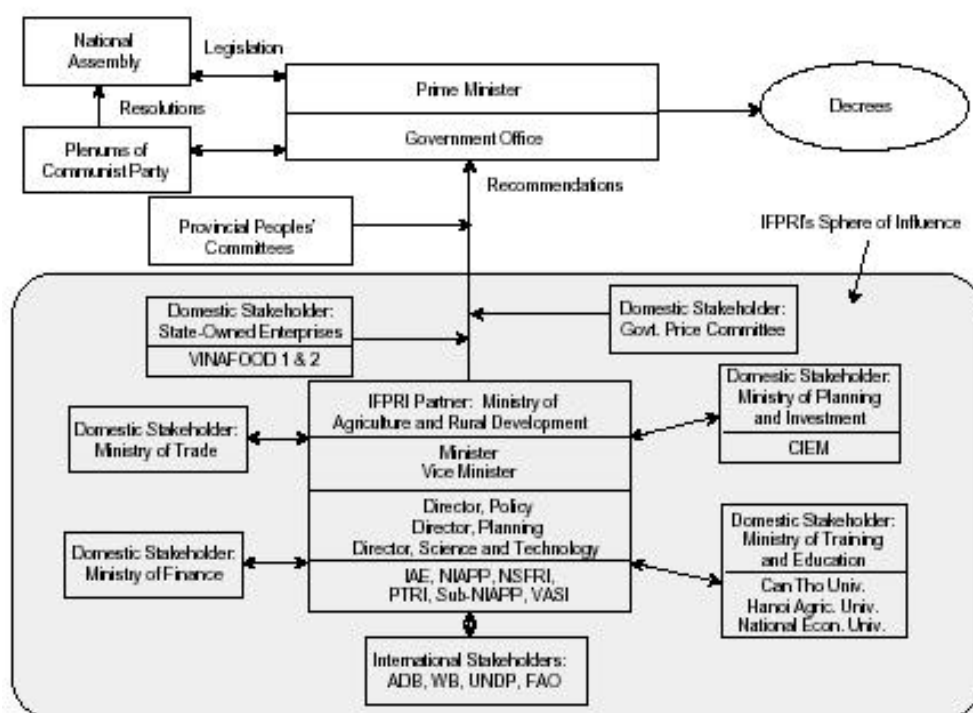 National
Assembly
Legislation
Prime Minister
Decrees
Resolutions
Government Office
Plenums of
Communist Party
Recommendations
Provincial Peoples'
Committees
IFPRI's Sphere of Influence
Domestic Stakeholder:
State-Owned Enterprises
VINAFOOD 1 & 2
Domestic Stakeholder:
Govt. Price Committee
IFPRI Partner: Ministry of
Agriculture and Rural Development
Minister
Vice Minister
Director, Policy
Director, Planning
Director, Science and Technology
IAE, NIAPP, NSFRI,
PTRI, Sub-NIAPP, VASI
Domestic Stakeholder:
Ministry of Planning
and Investment
CIEM
Domestic Stakeholder:
Ministry of Trade
Domestic Stakeholder:
Ministry of Finance
Domestic Stakeholder:
Ministry of Training
and Education
Can Tho Univ.
Hanoi Agric. Univ.
National Econ. Univ.
International Stakeholders:
ADB, WB, UNDP, FAO